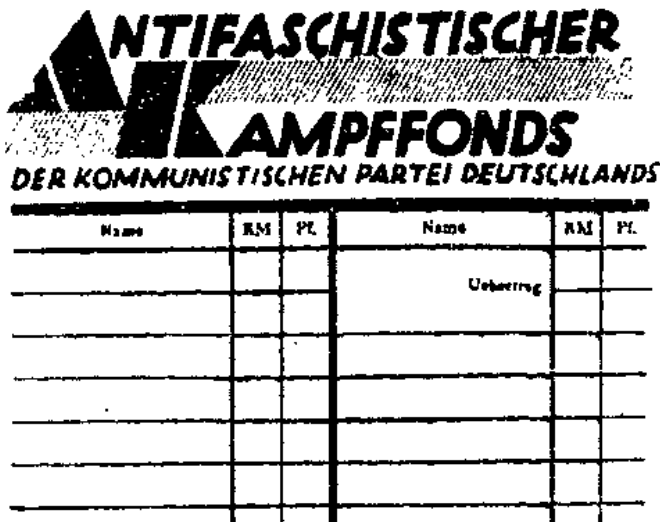 ANTIFASCHISTISCHER
KAMPFFONDS
DER KOMMUNISTISCHEN PARTEI DEUTSCHLANDS
Name RM Pf. Name RM Pf.
Uebertrag